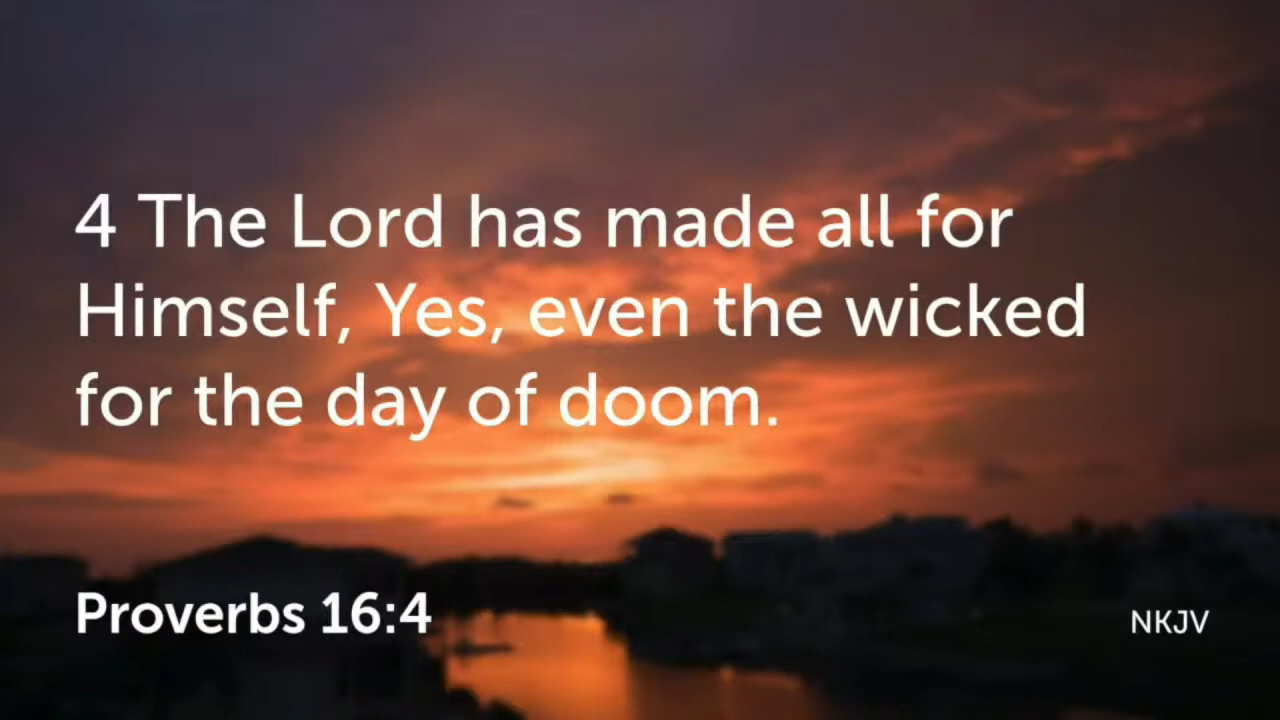 4 The Lord has made all for
Himself, Yes, even the wicked
for the day of doom.
Proverbs 16:4
NKJV